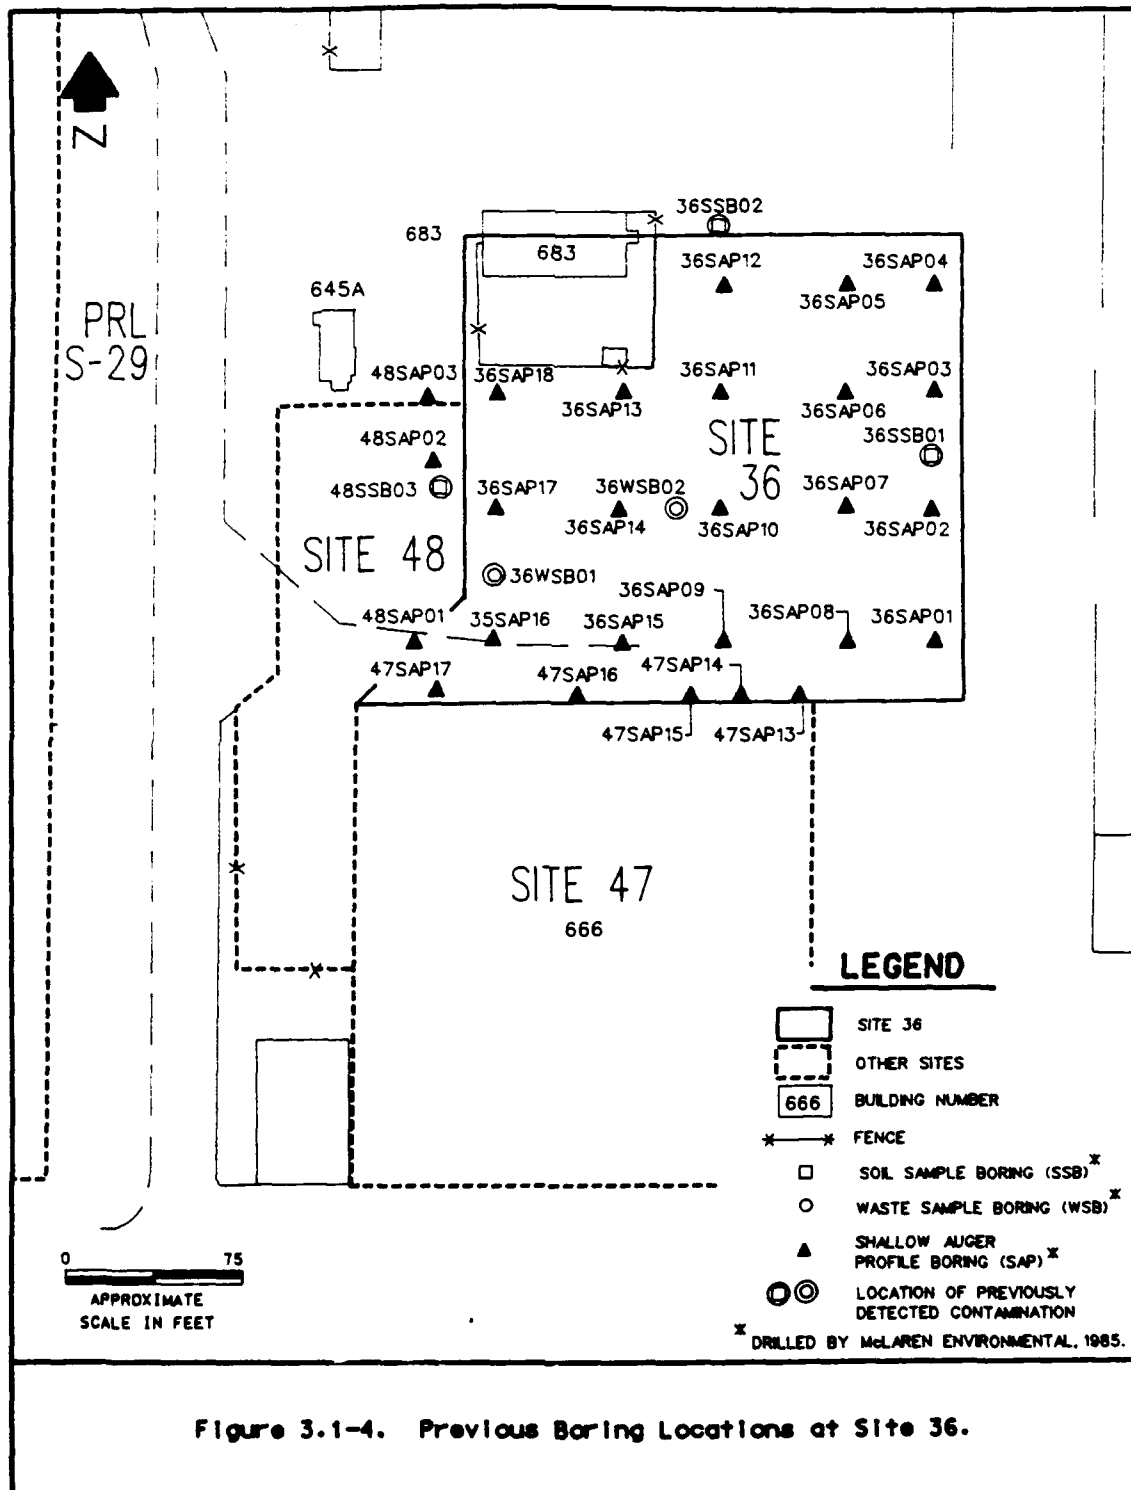 N
36SSB02
683
683
36SAP12
36SAP04
36SAP05
645A
PRL
S-29
48SAP03
36SAP18
36SAP11
36SAP03
36SAP13
36SAP06
48SAP02
SITE
36
36SSB01
48SSB03
36SAP17
36WSB02
36SAP07
36SAP14
36SAP10
36SAP02
SITE 48
36WSB01
36SAP09
48SAP01
35SAP16
36SAP15
36SAP08
36SAP01
47SAP17
47SAP16
47SAP14
47SAP15
47SAP13
SITE 47
666
LEGEND
SITE 36
OTHER SITES
666 BUILDING NUMBER
FENCE
SOIL SAMPLE BORING (SSB)*
WASTE SAMPLE BORING (WSB)*
SHALLOW AUGER
PROFILE BORING (SAP)*
LOCATION OF PREVIOUSLY
DETECTED CONTAMINATION
* DRILLED BY McLAREN ENVIRONMENTAL, 1985.
0 75
APPROXIMATE
SCALE IN FEET
Figure 3.1-4. Previous Boring Locations at Site 36.